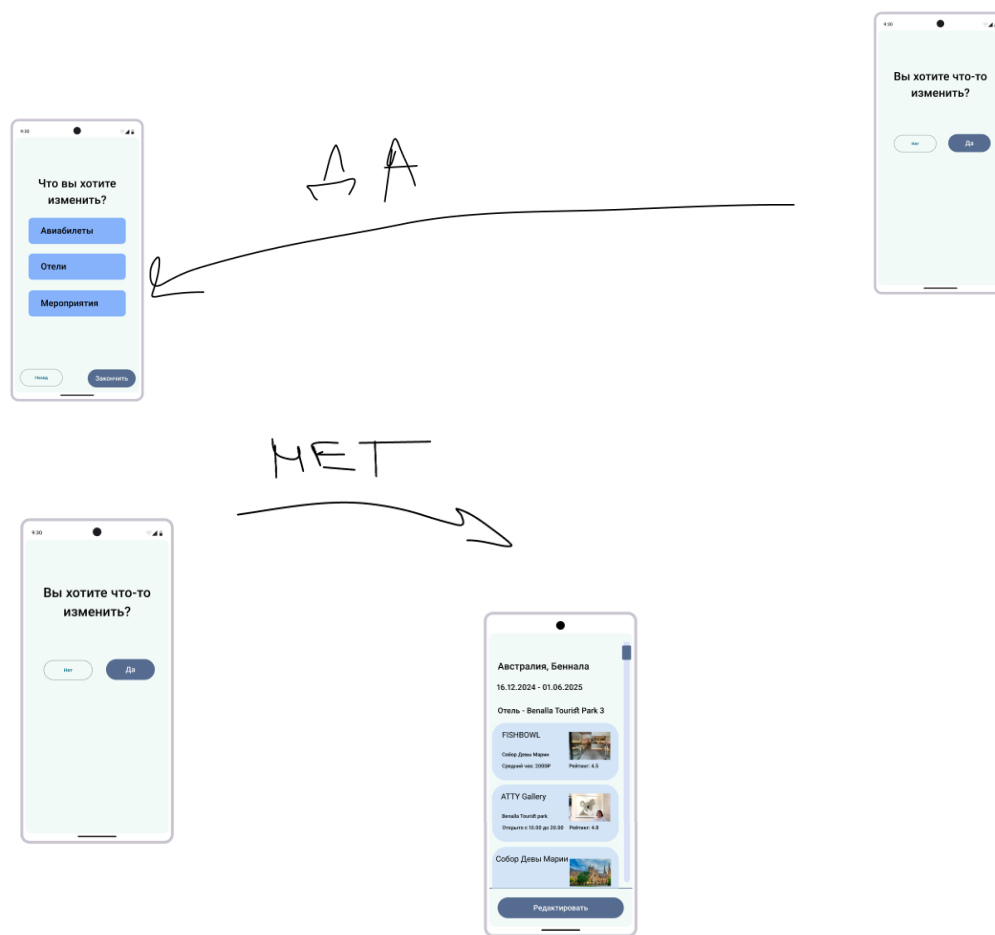 9:30
Вы хотите что-то
изменить?
Нет
Да
9:30
Что вы хотите
изменить?
Авиабилеты
Отели
Мероприятия
Назад
Закончить
ДА
НЕТ
9:30
Вы хотите что-то
изменить?
Нет
Да
Австралия, Беннала
16.12.2024 - 01.06.2025
Отель - Benalla Tourist Park 3
FISHBOWL
Собор Девы Марии
Средний чек: 2000₽
Рейтинг: 4.5
ATTY Gallery
Benalla Tourist park
Открыто с 10.00 до 20.00
Рейтинг: 4.8
Собор Девы Марии
Редактировать